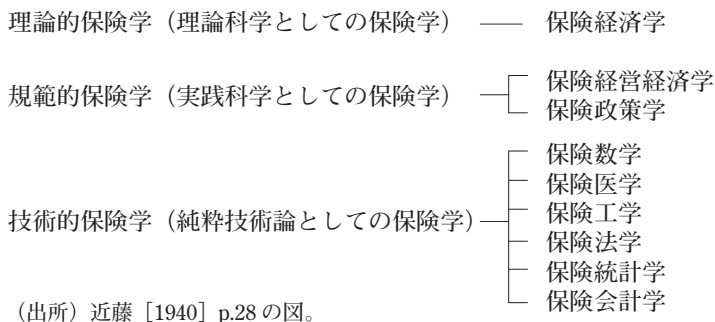 理論的保険学（理論科学としての保険学） 保険経済学
規範的保険学（実践科学としての保険学） 保険経営経済学
保険政策学
保険数学
保険医学
保険工学
技術的保険学（純粋技術論としての保険学） 保険法学
保険統計学
保険会計学
（出所）近藤［1940］p.28 の図。